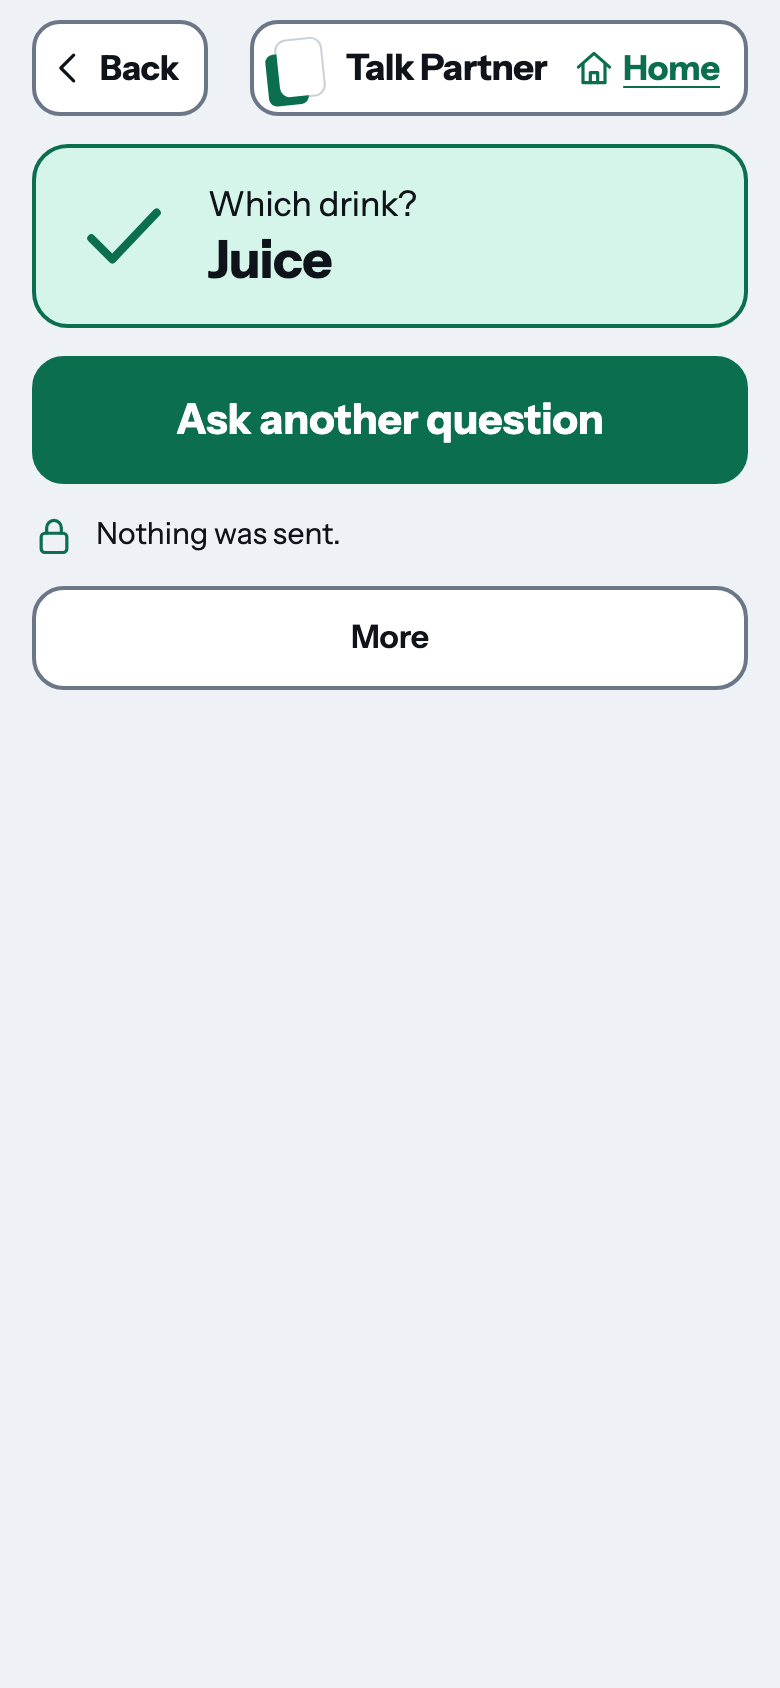 Back
Talk Partner
Home
Which drink?
Juice
Ask another question
Nothing was sent.
More